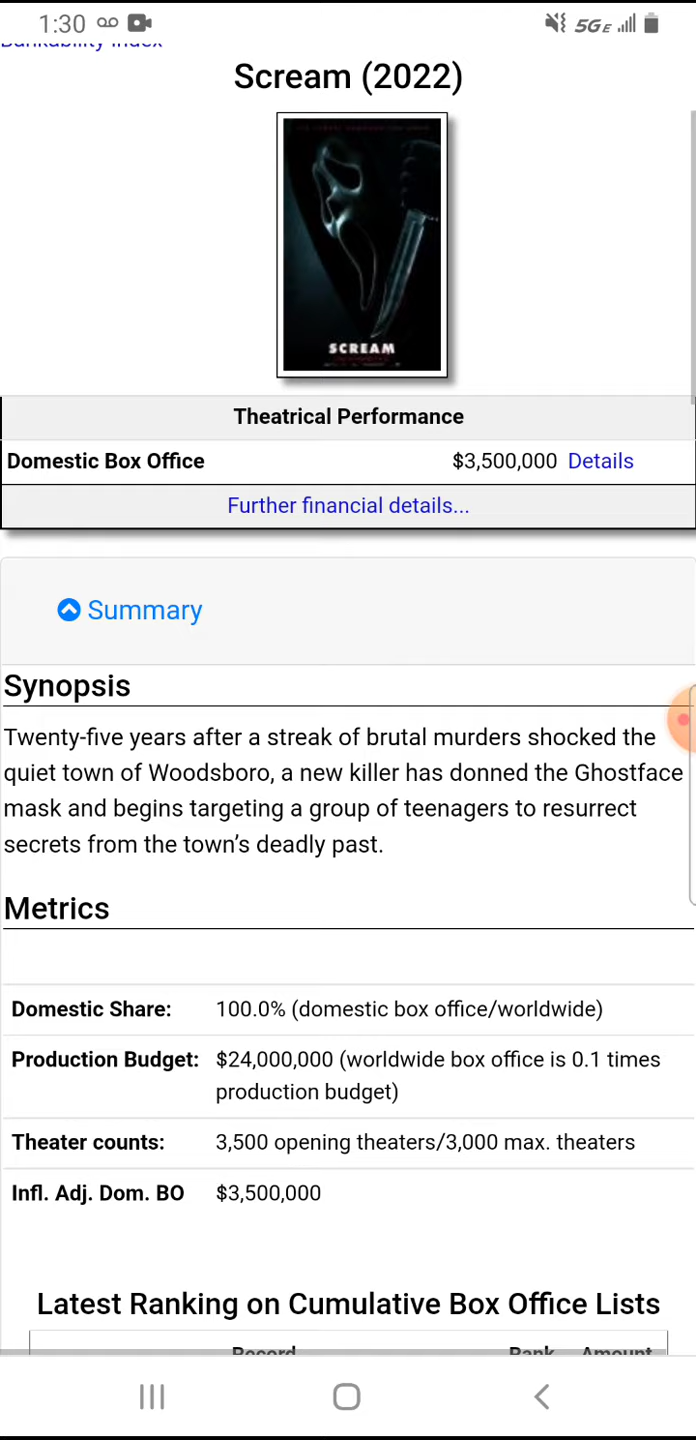 1:30
5GE
Bankability Index
Scream (2022)
SCREAM
Theatrical Performance
Domestic Box Office $3,500,000 Details
Further financial details...
Summary
Synopsis
Twenty-five years after a streak of brutal murders shocked the
quiet town of Woodsboro, a new killer has donned the Ghostface
mask and begins targeting a group of teenagers to resurrect
secrets from the town’s deadly past.
Metrics
Domestic Share: 100.0% (domestic box office/worldwide)
Production Budget: $24,000,000 (worldwide box office is 0.1 times
production budget)
Theater counts: 3,500 opening theaters/3,000 max. theaters
Infl. Adj. Dom. BO $3,500,000
Latest Ranking on Cumulative Box Office Lists
Record Rank Amount